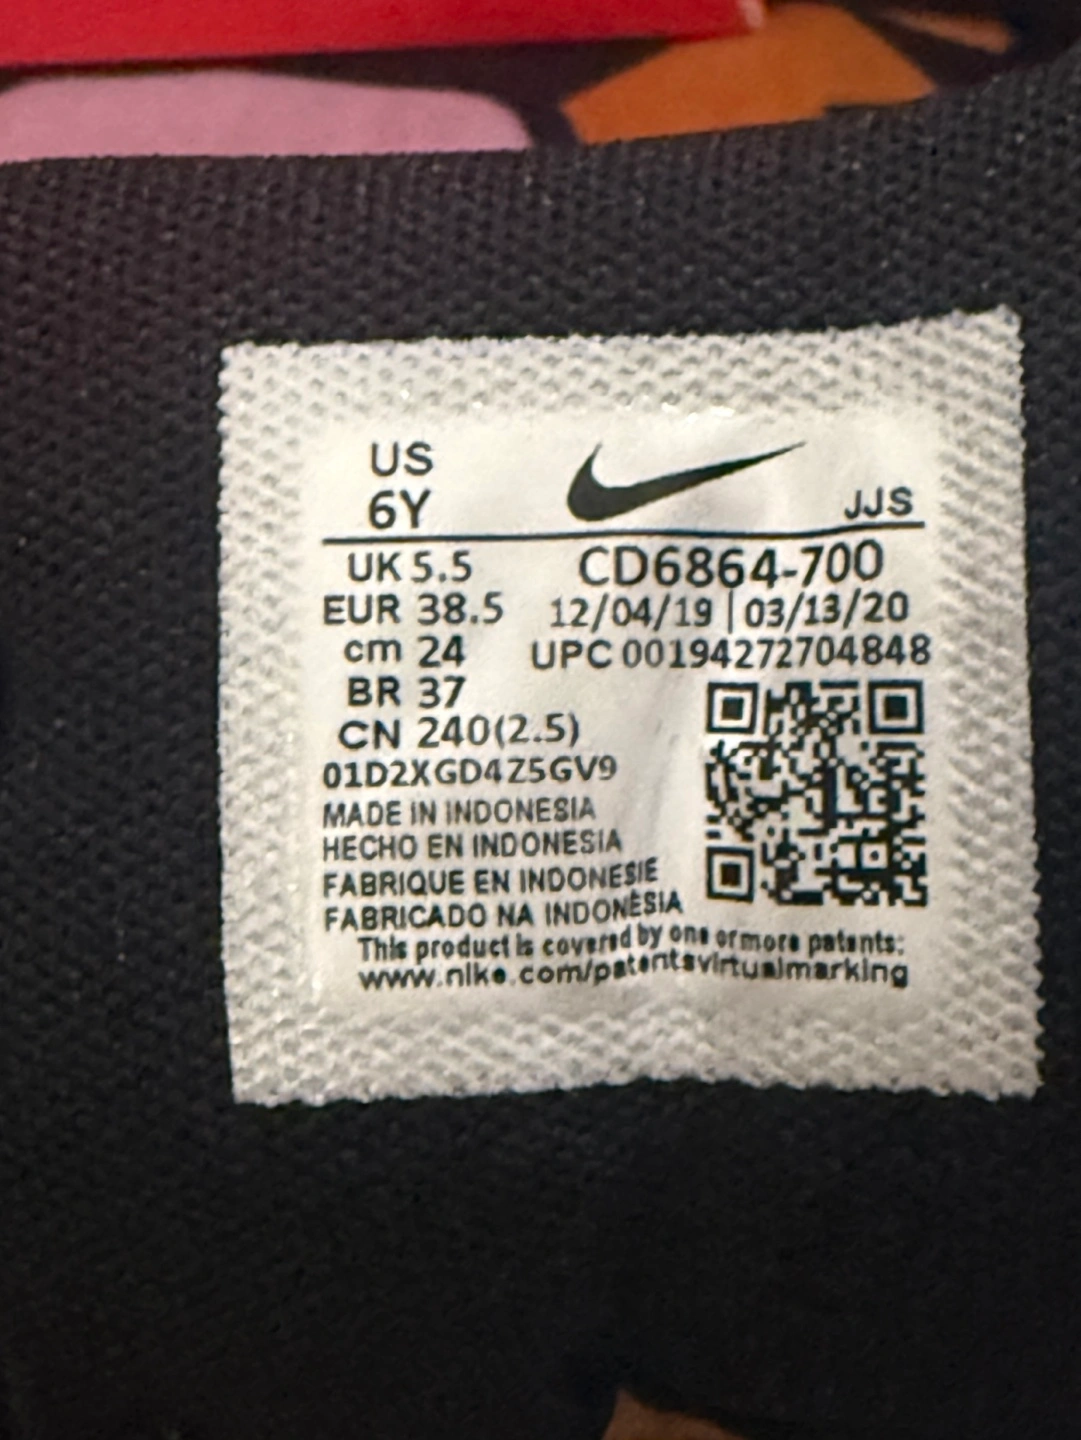 US
6Y
JJS
UK 5.5
CD6864-700
EUR 38.5
12/04/19 | 03/13/20
cm 24
UPC 00194272704848
BR 37
CN 240(2.5)
01D2XGD4Z5GV9
MADE IN INDONESIA
HECHO EN INDONESIA
FABRIQUE EN INDONESIE
FABRICADO NA INDONÉSIA
This product is covered by one or more patents:
www.nike.com/patentsvirtualmarking